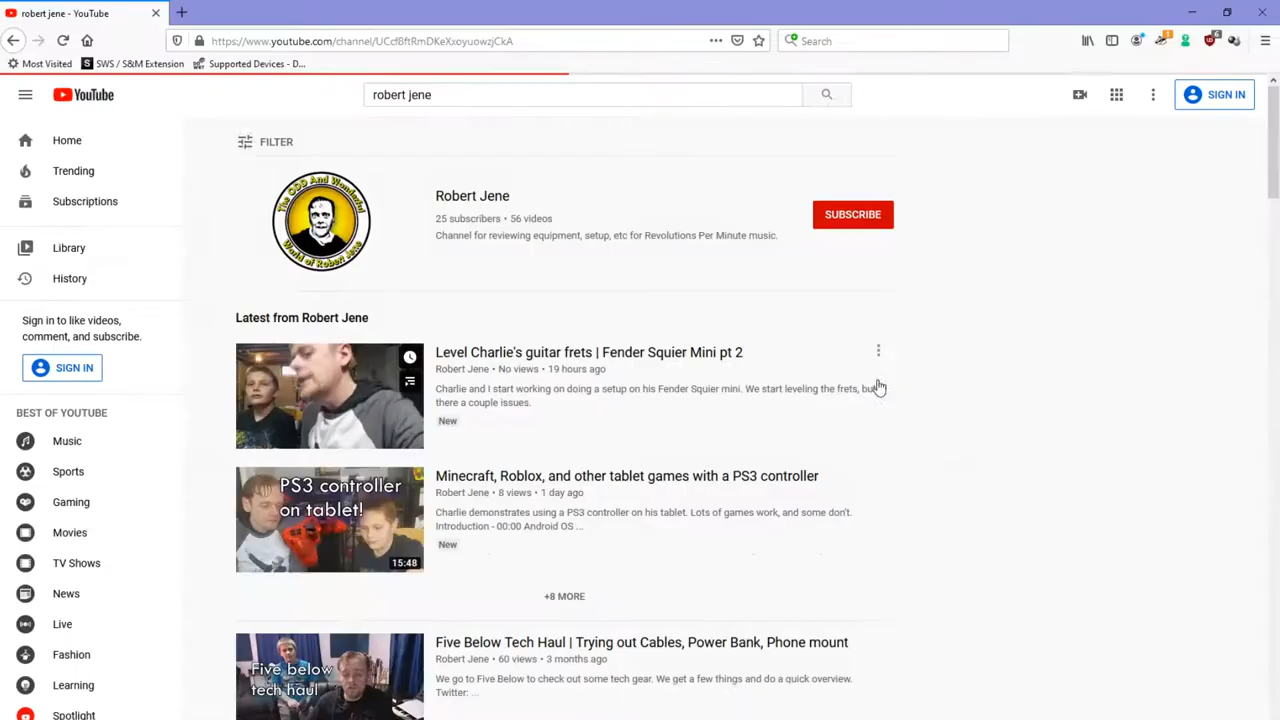 robert jene - YouTube
https://www.youtube.com/channel/UCcfBftRmDKeXxoyuowzjCkA
Search
Most Visited
S SWS / S&M Extension
Supported Devices - D...
YouTube
robert jene
SIGN IN
Home
Trending
Subscriptions
Library
History
Sign in to like videos,
comment, and subscribe.
SIGN IN
BEST OF YOUTUBE
Music
Sports
Gaming
Movies
TV Shows
News
Live
Fashion
Learning
Spotlight
FILTER
The ODD And Wonderful
World of Robert Jene
Robert Jene
25 subscribers • 56 videos
Channel for reviewing equipment, setup, etc for Revolutions Per Minute music.
SUBSCRIBE
Latest from Robert Jene
Level Charlie's guitar frets | Fender Squier Mini pt 2
Robert Jene • No views • 19 hours ago
Charlie and I start working on doing a setup on his Fender Squier mini. We start leveling the frets, but
there a couple issues.
New
PS3 controller
on tablet!
15:48
Minecraft, Roblox, and other tablet games with a PS3 controller
Robert Jene • 8 views • 1 day ago
Charlie demonstrates using a PS3 controller on his tablet. Lots of games work, and some don't.
Introduction - 00:00 Android OS ...
New
+8 MORE
Five below
tech haul
Five Below Tech Haul | Trying out Cables, Power Bank, Phone mount
Robert Jene • 60 views • 3 months ago
We go to Five Below to check out some tech gear. We get a few things and do a quick overview.
Twitter: ...